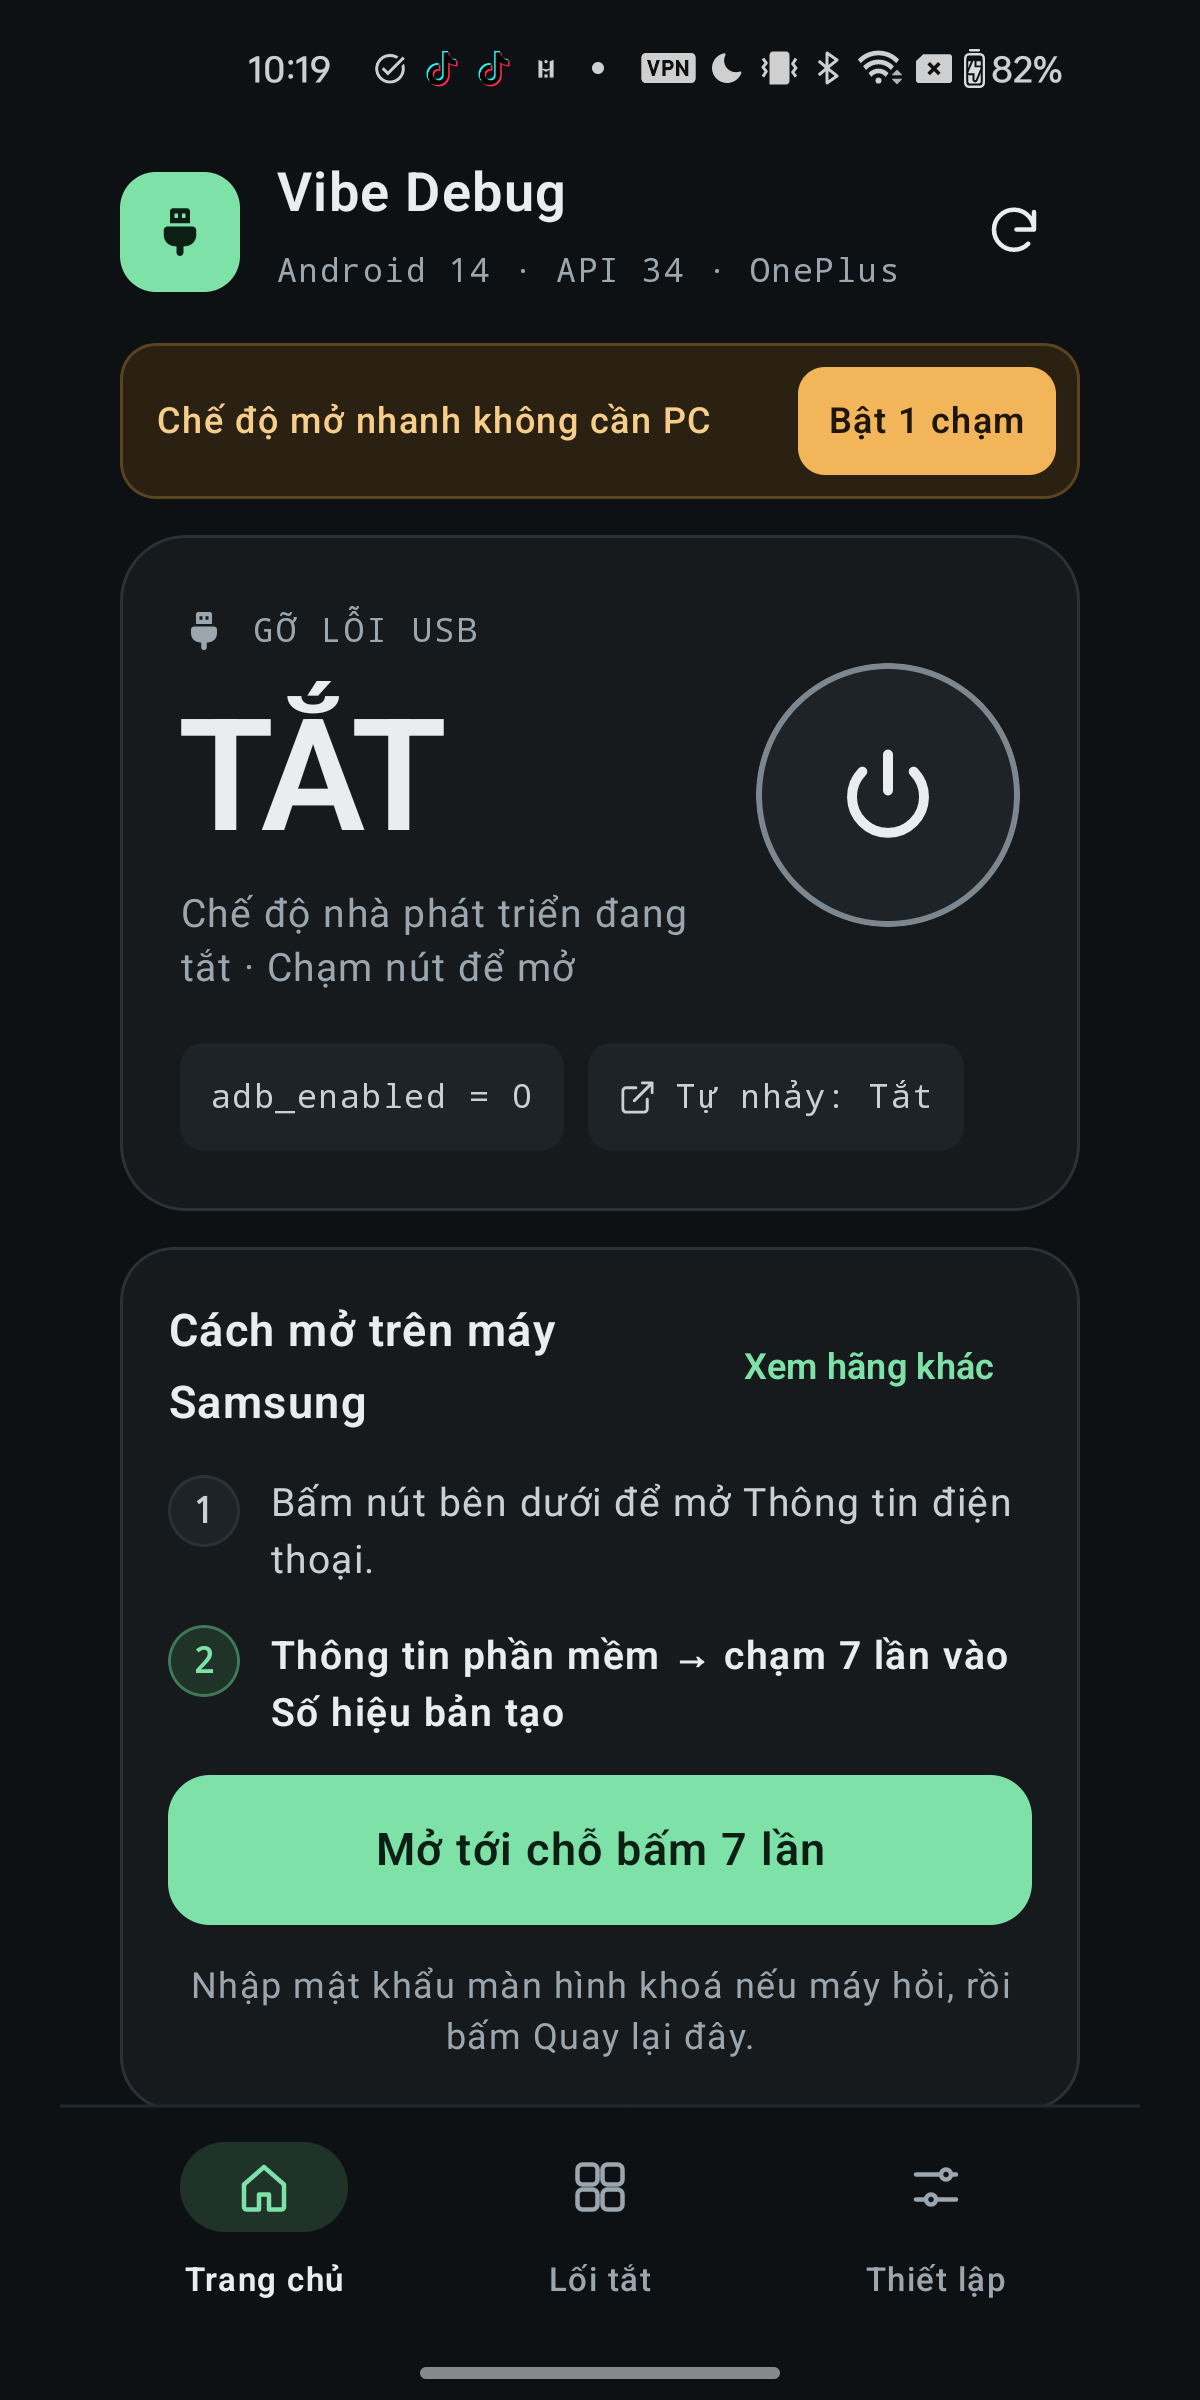 10:19
VPN
82%
Vibe Debug
Android 14 · API 34 · OnePlus
Chế độ mở nhanh không cần PC
Bật 1 chạm
GỠ LỖI USB
TẮT
Chế độ nhà phát triển đang
tắt · Chạm nút để mở
adb_enabled = 0
Tự nhảy: Tắt
Cách mở trên máy
Samsung
Xem hãng khác
1
Bấm nút bên dưới để mở Thông tin điện
thoại.
2
Thông tin phần mềm → chạm 7 lần vào
Số hiệu bản tạo
Mở tới chỗ bấm 7 lần
Nhập mật khẩu màn hình khoá nếu máy hỏi, rồi
bấm Quay lại đây.
Trang chủ
Lối tắt
Thiết lập